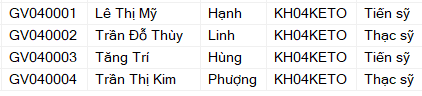 GV040001 Lê Thị Mỹ Hạnh KH04KETO Tiến sỹ
GV040002 Trần Đỗ Thùy Linh KH04KETO Thạc sỹ
GV040003 Tăng Trí Hùng KH04KETO Tiến sỹ
GV040004 Trần Thị Kim Phượng KH04KETO Thạc sỹ